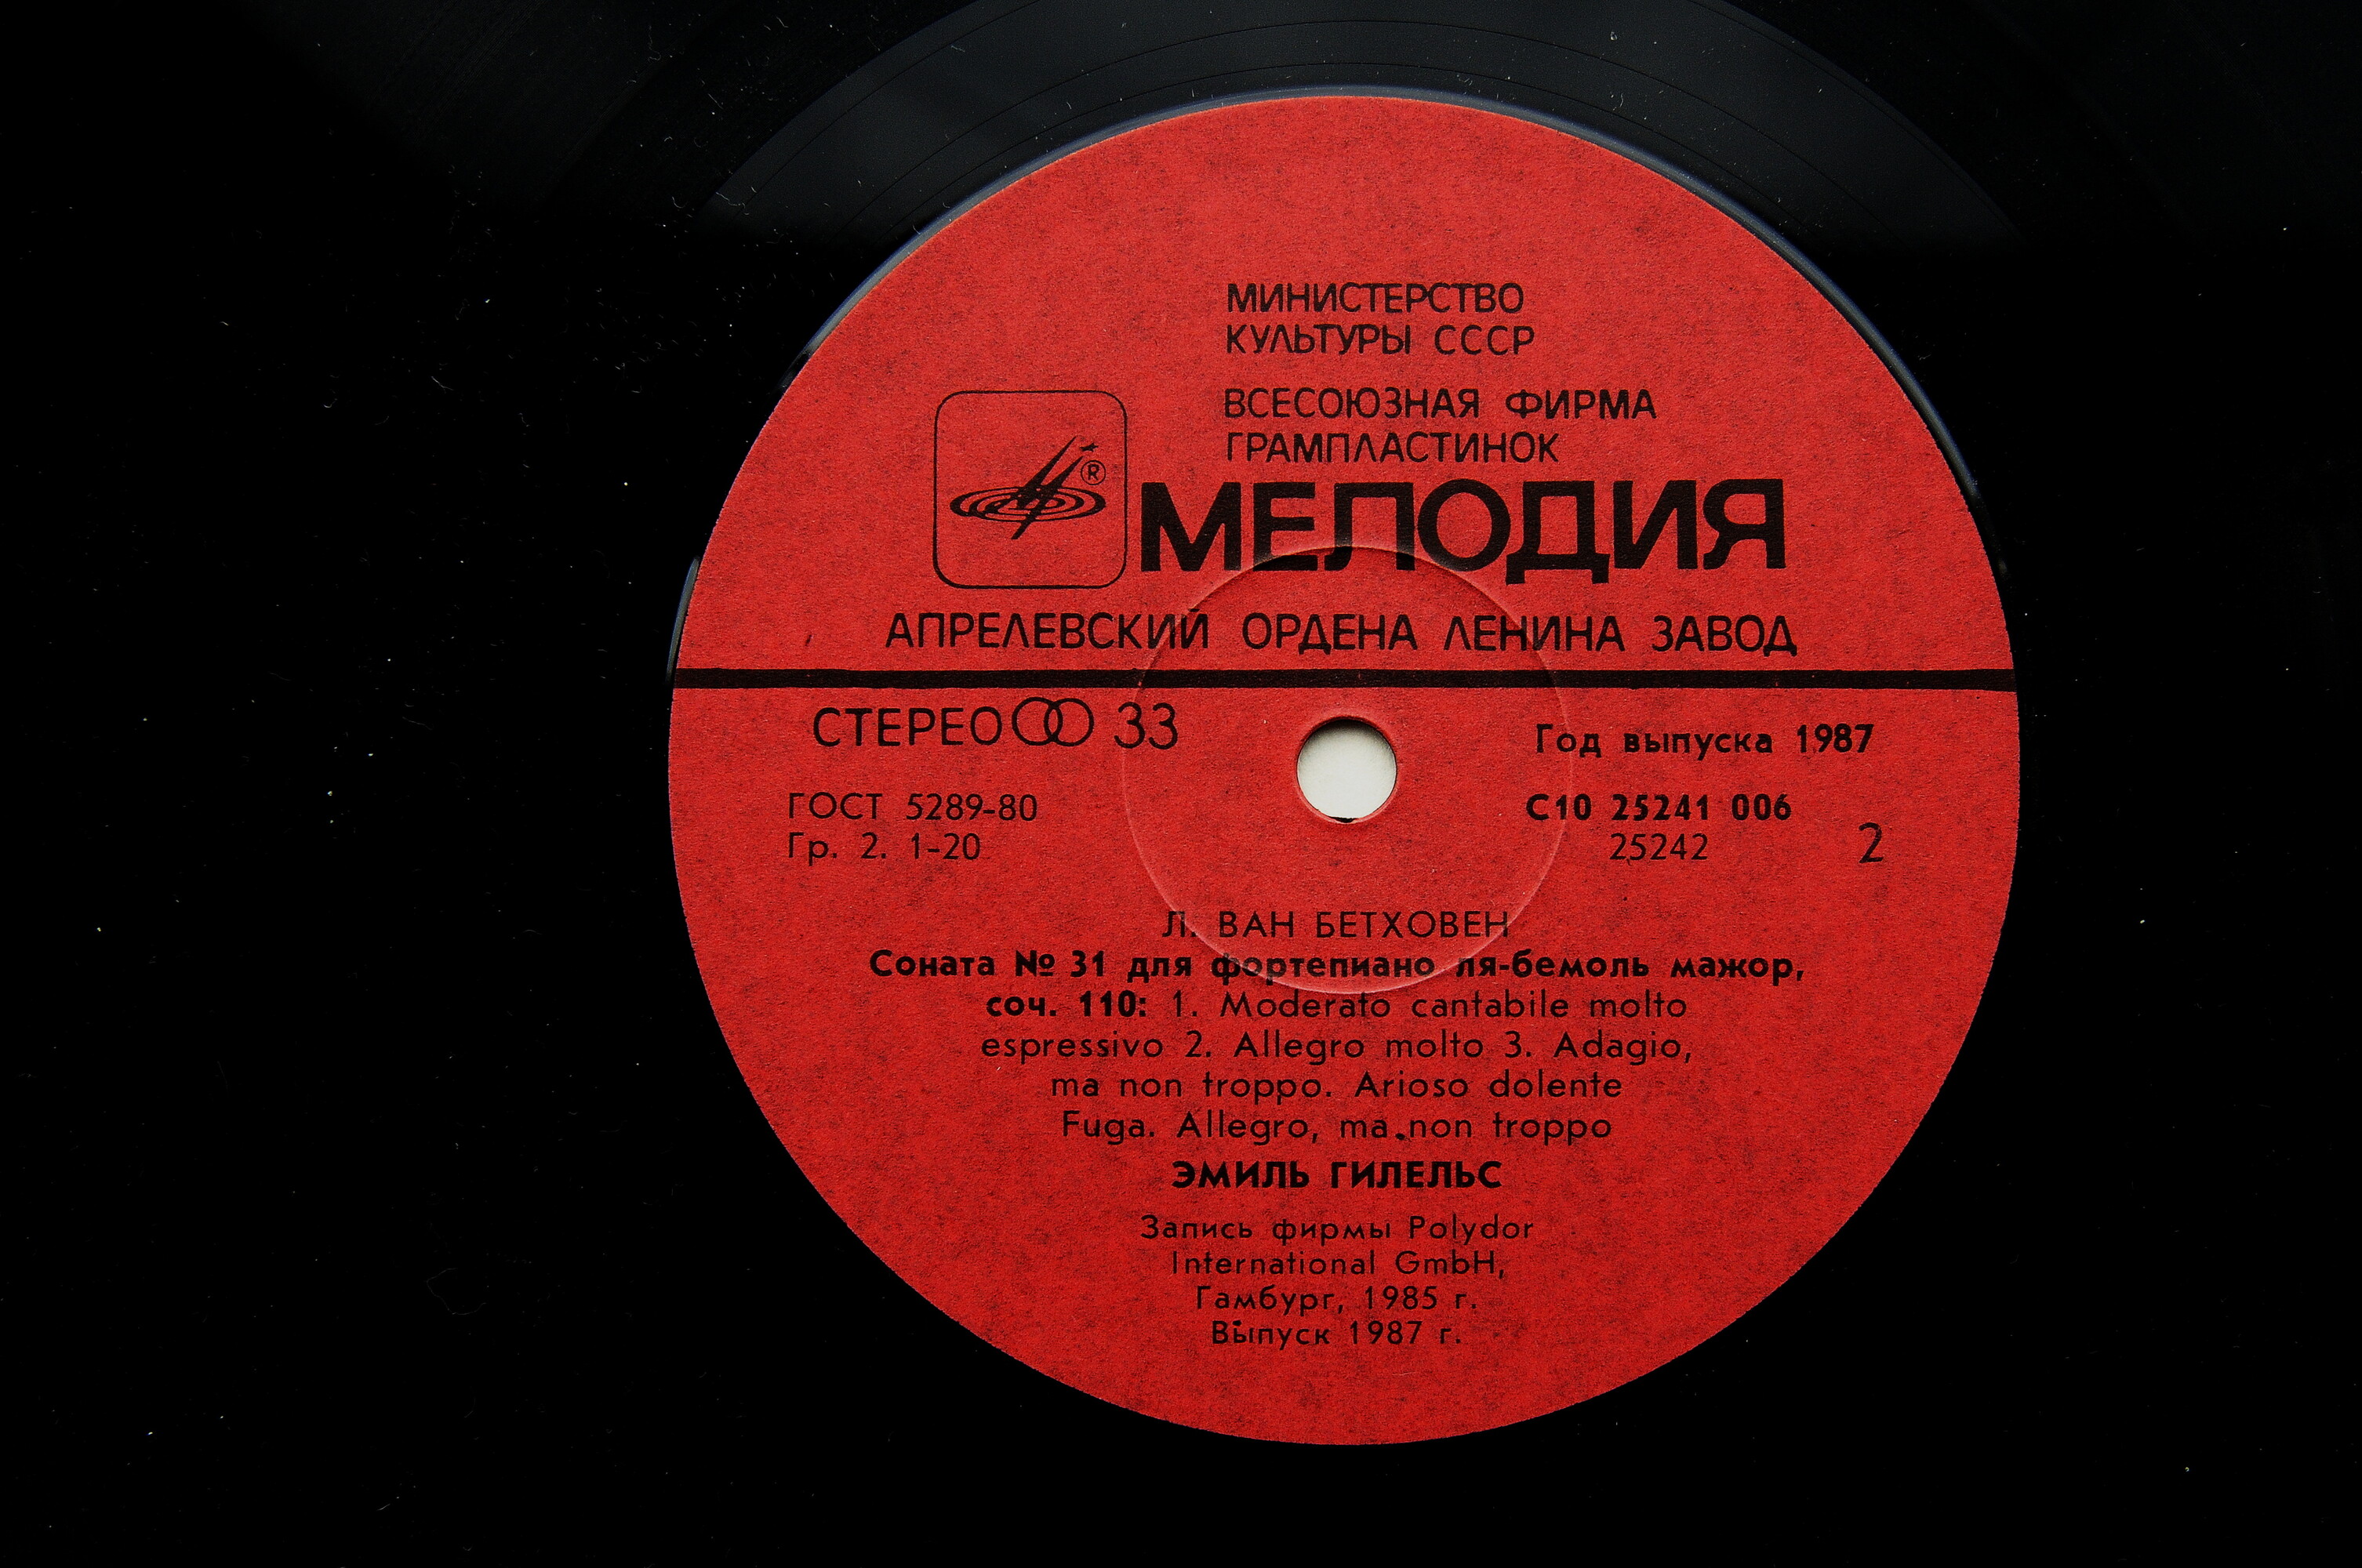 МИНИСТЕРСТВО
КУЛЬТУРЫ СССР
ВСЕСОЮЗНАЯ ФИРМА
ГРАМПЛАСТИНОК
®
МЕЛОДИЯ
АПРЕЛЕВСКИЙ ОРДЕНА ЛЕНИНА ЗАВОД
СТЕРЕО 33
Год выпуска 1987
ГОСТ 5289-80
С10 25241 006
Гр. 2. 1-20
25242
2
Л. ВАН БЕТХОВЕН
Соната № 31 для фортепиано ля-бемоль мажор,
соч. 110: 1. Moderato cantabile molto
espressivo 2. Allegro molto 3. Adagio,
ma non troppo. Arioso dolente
Fuga. Allegro, ma non troppo
ЭМИЛЬ ГИЛЕЛЬС
Запись фирмы Polydor
International GmbH,
Гамбург, 1985 г.
Выпуск 1987 г.